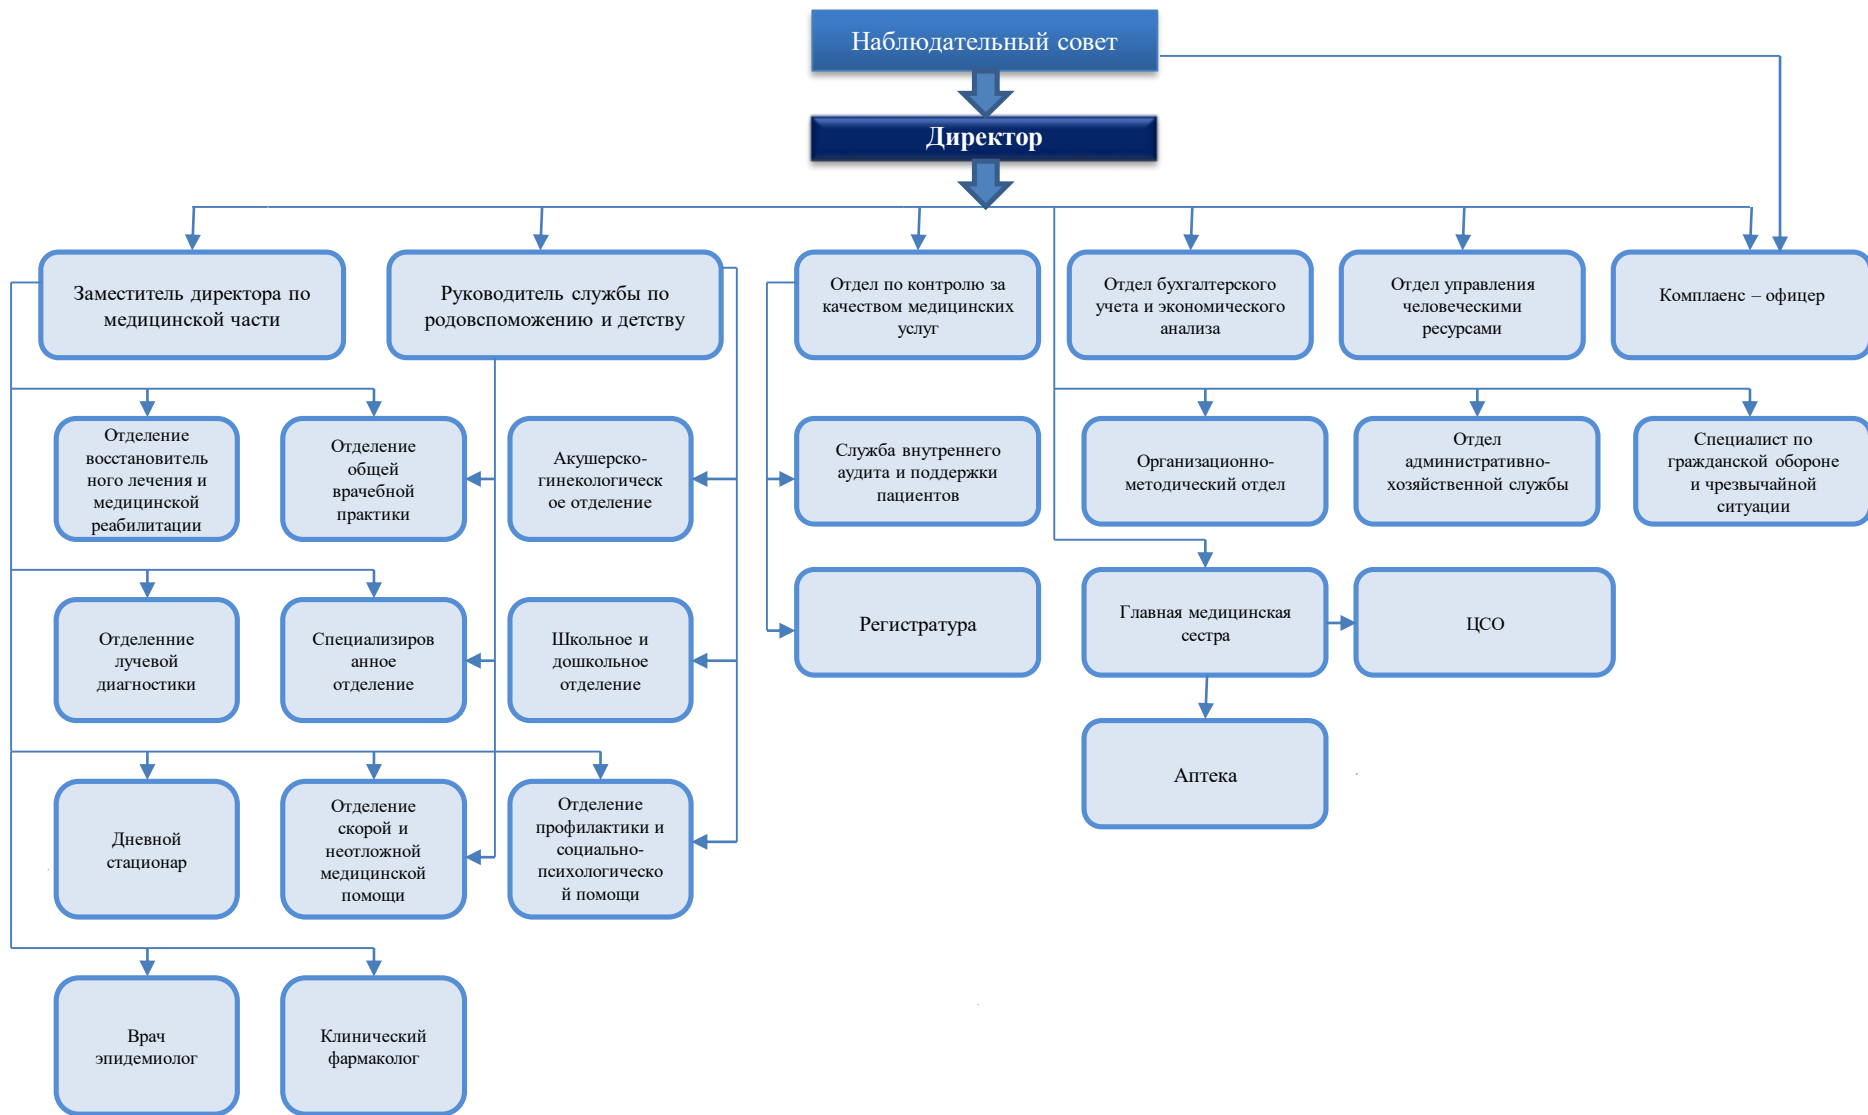 Наблюдательный совет
Директор
Заместитель директора по
медицинской части
Руководитель службы по
родовспоможению и детству
Отдел по контролю за
качеством медицинских
услуг
Отдел бухгалтерского
учета и экономического
анализа
Отдел управления
человеческими
ресурсами
Комплаенс – офицер
Отделение
восстановитель
ного лечения и
медицинской
реабилитации
Отделение
общей
врачебной
практики
Акушерско-
гинекологическ
ое отделение
Служба внутреннего
аудита и поддержки
пациентов
Организационно-
методический отдел
Отдел
административно-
хозяйственной службы
Специалист по
гражданской обороне
и чрезвычайной
ситуации
Отделенние
лучевой
диагностики
Специализиров
анное
отделение
Школьное и
дошкольное
отделение
Регистратура
Главная медицинская
сестра
ЦСО
Дневной
стационар
Отделение
скорой и
неотложной
медицинской
помощи
Отделение
профилактики и
социально-
психологическо
й помощи
Аптека
Врач
эпидемиолог
Клинический
фармаколог